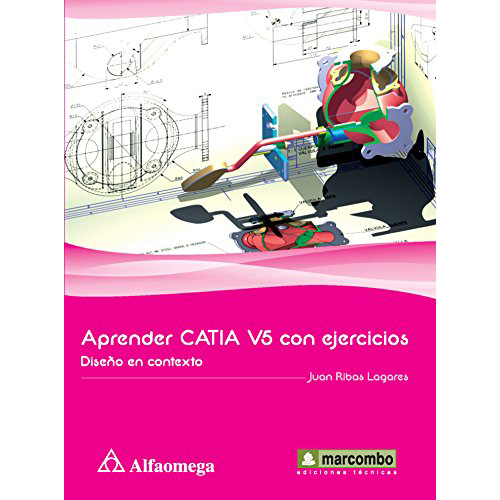 Aprender CATIA V5 con ejercicios
Diseño en contexto
Juan Ribas Lagares
Alfaomega
marcombo
ediciones técnicas